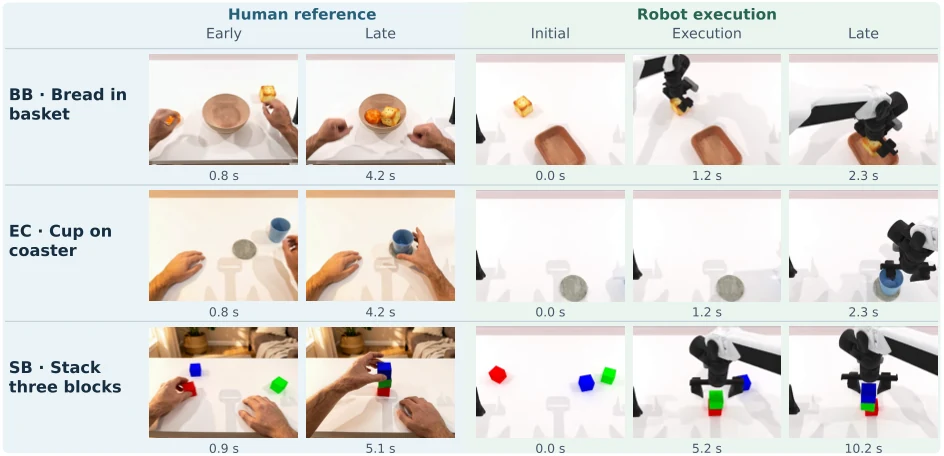 Human reference
Robot execution
Early
Late
Initial
Execution
Late
BB · Bread in
basket
0.8 s
4.2 s
0.0 s
1.2 s
2.3 s
EC · Cup on
coaster
0.8 s
4.2 s
0.0 s
1.2 s
2.3 s
SB · Stack
three blocks
0.9 s
5.1 s
0.0 s
5.2 s
10.2 s